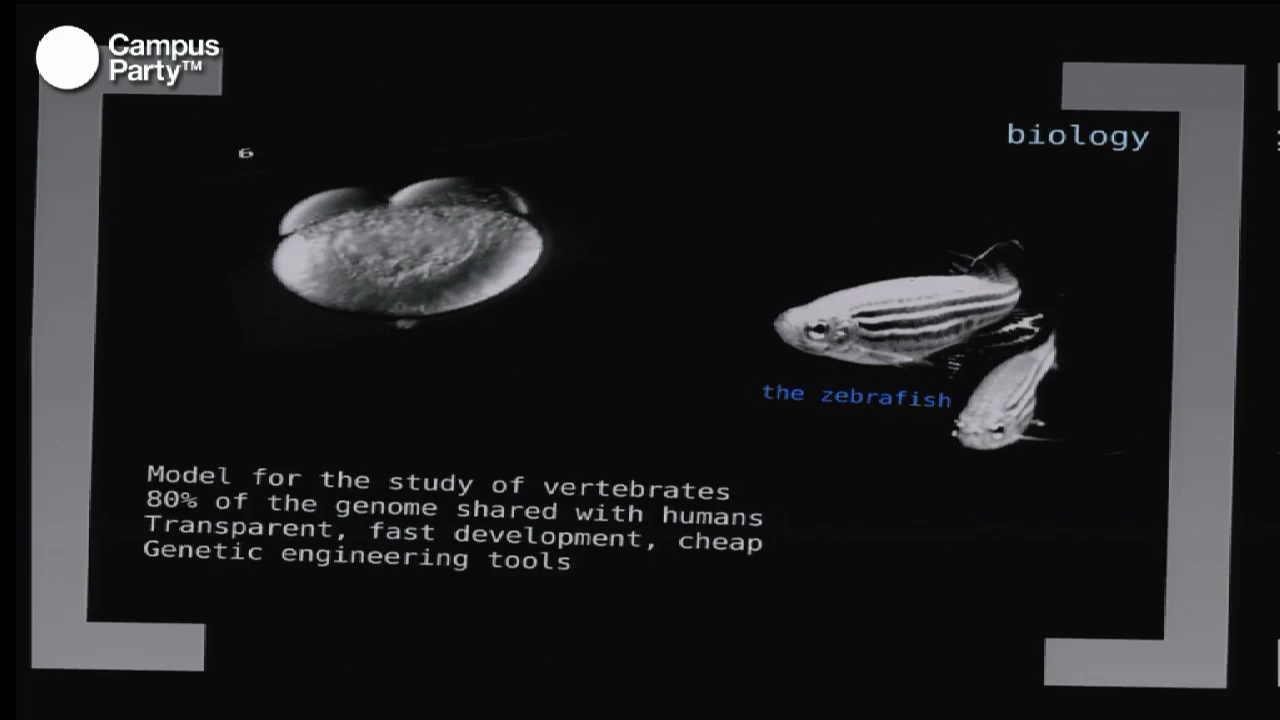 Campus
Party™
biology
6
the zebrafish
Model for the study of vertebrates
80% of the genome shared with humans
Transparent, fast development, cheap
Genetic engineering tools